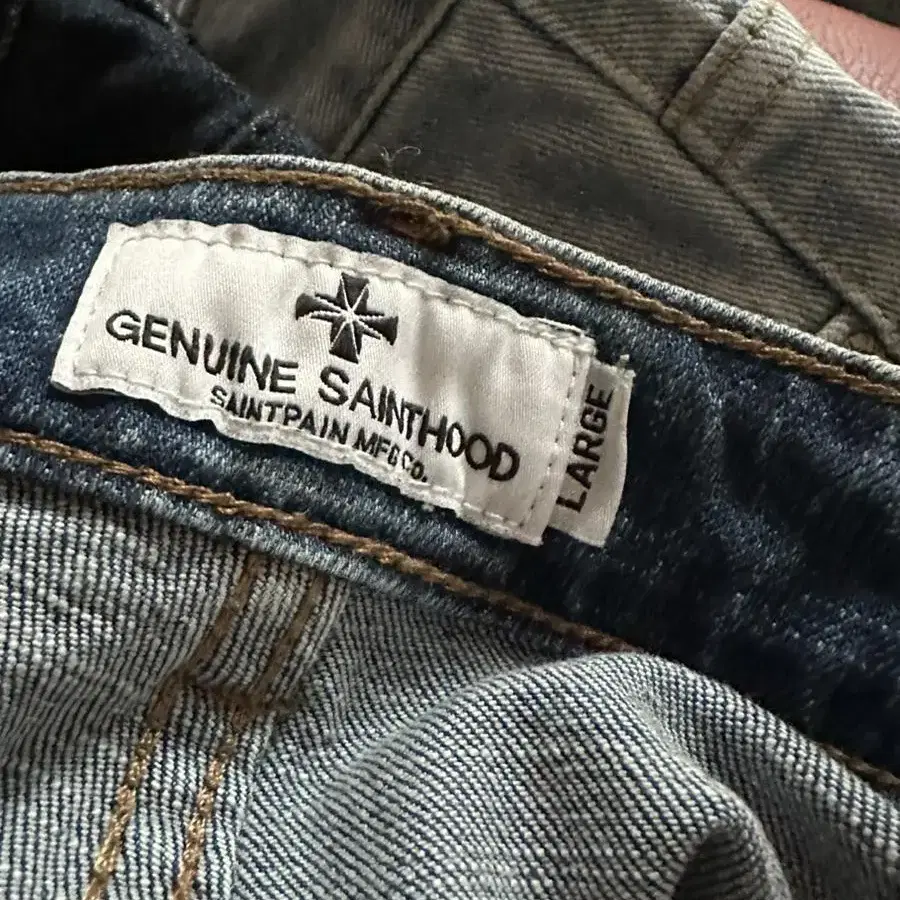 GENUINE SAINTHOOD
SAINTPAIN MFG Co.
LARGE